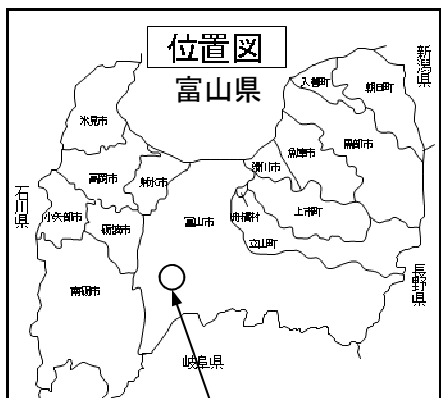 位置図
富山県
新潟県
入善町
朝日町
氷見市
黒部市
魚津市
高岡市
射水市
滑川市
石川県
小矢部市
砺波市
富山市
舟橋村
上市町
立山町
南砺市
長野県
岐阜県